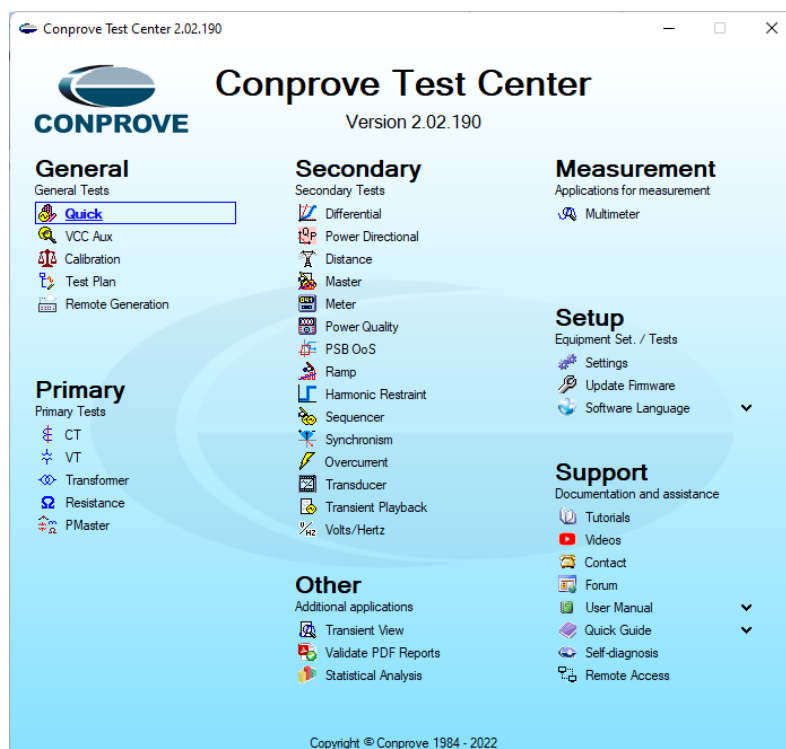 Conprove Test Center 2.02.190
CONPROVE
Conprove Test Center
Version 2.02.190
General
General Tests
Quick
VCC Aux
Calibration
Test Plan
Remote Generation
Primary
Primary Tests
CT
VT
Transformer
Resistance
PMaster
Secondary
Secondary Tests
Differential
Power Directional
Distance
Master
Meter
Power Quality
PSB OoS
Ramp
Harmonic Restraint
Sequencer
Synchronism
Overcurrent
Transducer
Transient Playback
Volts/Hertz
Other
Additional applications
Transient View
Validate PDF Reports
Statistical Analysis
Measurement
Applications for measurement
Multimeter
Setup
Equipment Set. / Tests
Settings
Update Firmware
Software Language
Support
Documentation and assistance
Tutorials
Videos
Contact
Forum
User Manual
Quick Guide
Self-diagnosis
Remote Access
Copyright © Conprove 1984 - 2022